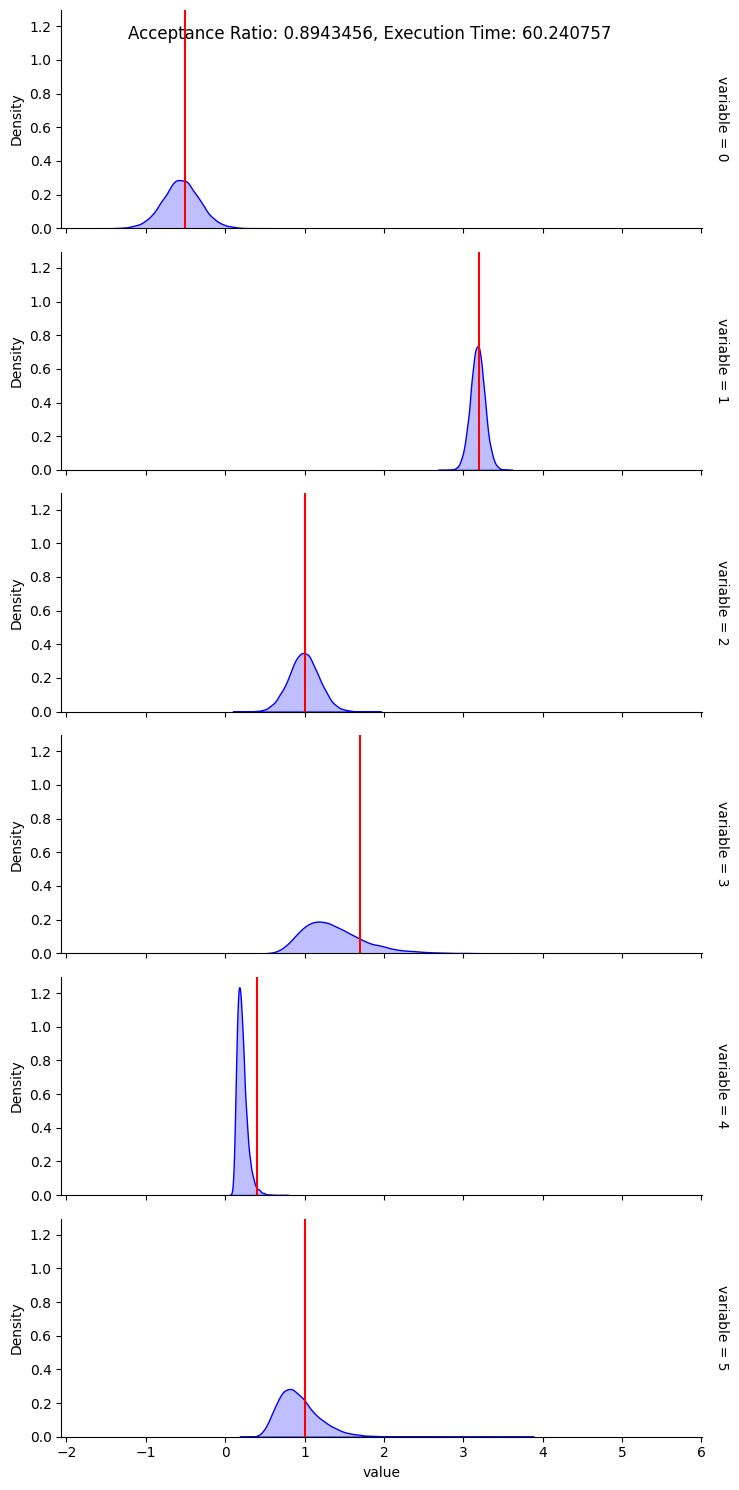 Acceptance Ratio: 0.8943456, Execution Time: 60.240757
1.2
1.0
0.8
0.6
0.4
0.2
0.0
Density
variable = 0
1.2
1.0
0.8
0.6
0.4
0.2
0.0
Density
variable = 1
1.2
1.0
0.8
0.6
0.4
0.2
0.0
Density
variable = 2
1.2
1.0
0.8
0.6
0.4
0.2
0.0
Density
variable = 3
1.2
1.0
0.8
0.6
0.4
0.2
0.0
Density
variable = 4
1.2
1.0
0.8
0.6
0.4
0.2
0.0
Density
variable = 5
−2 −1 0 1 2 3 4 5 6
value